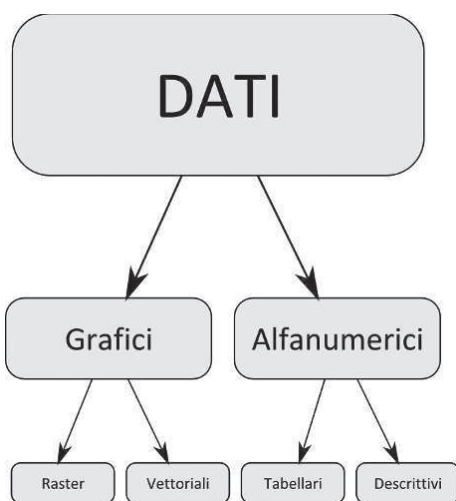 DATI
Grafici
Alfanumerici
Raster
Vettoriali
Tabellari
Descrittivi